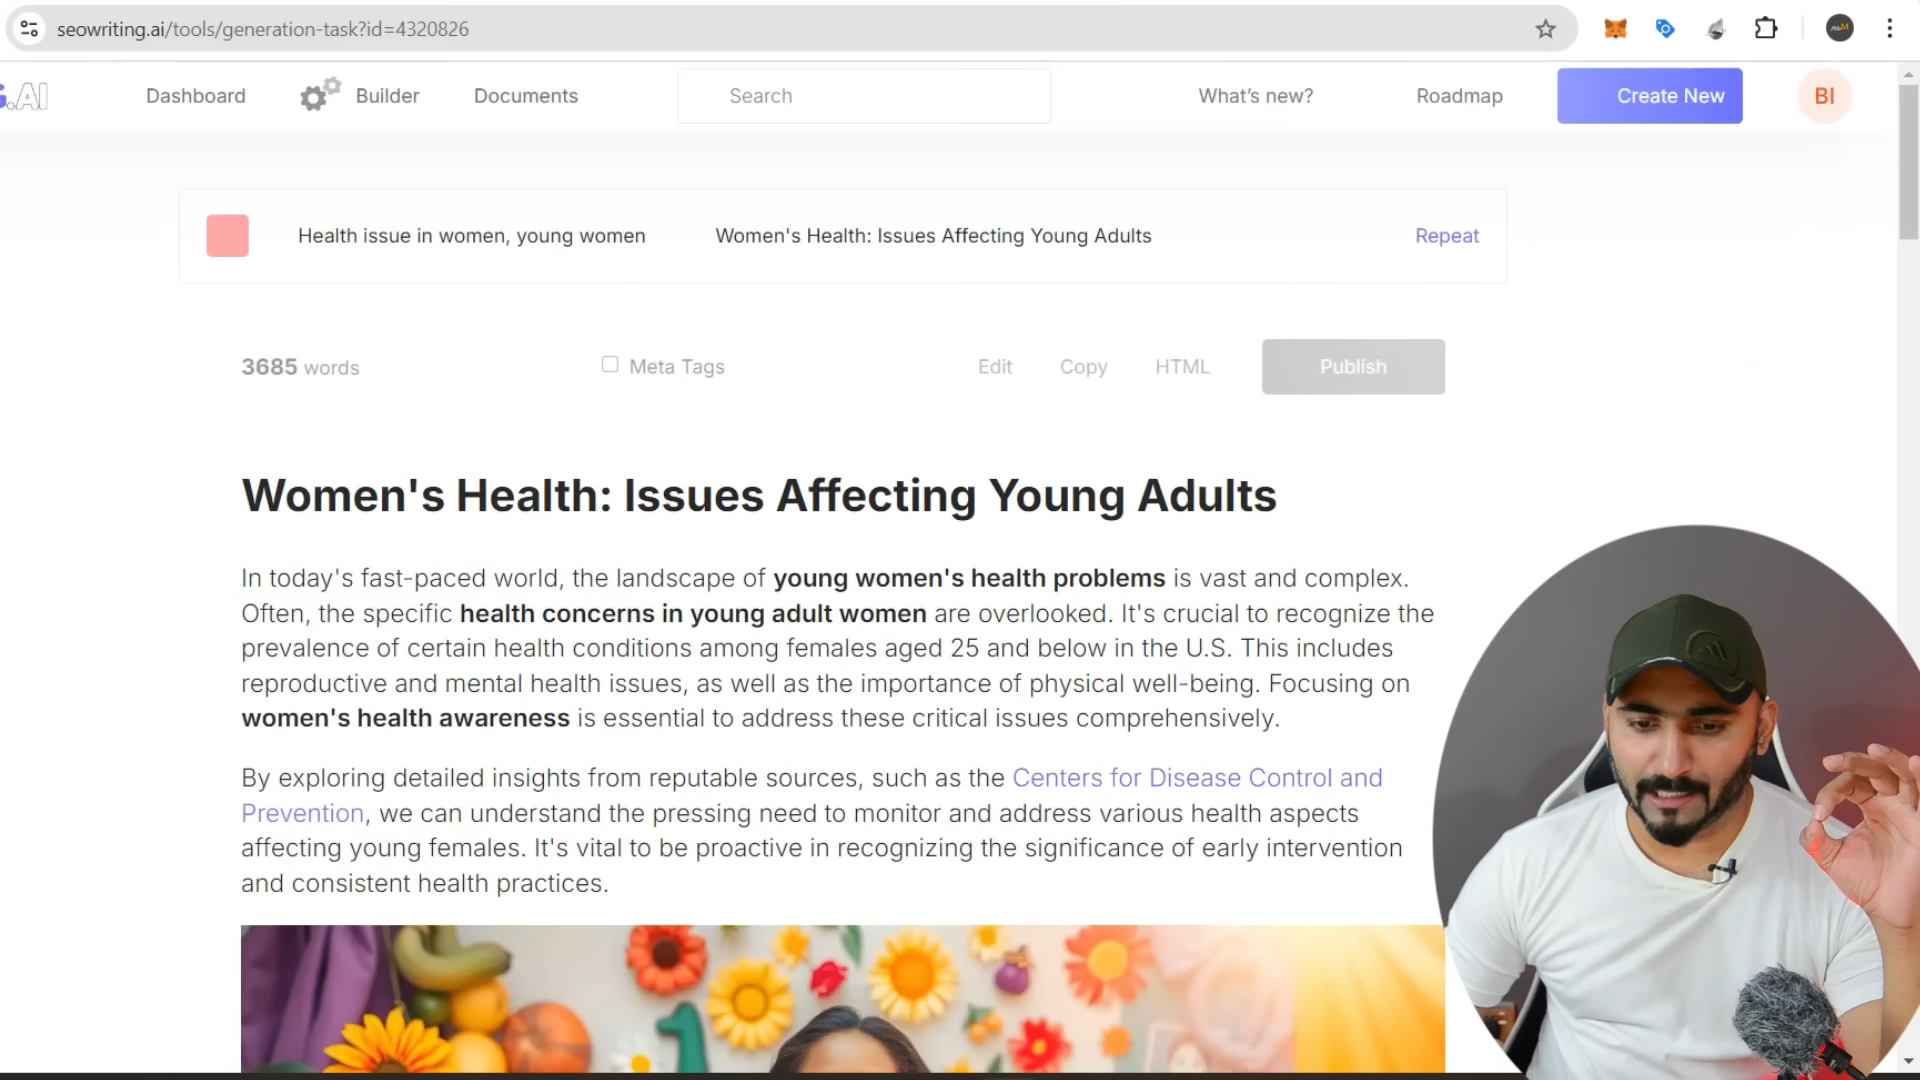 seowriting.ai/tools/generation-task?id=4320826
G.AI
Dashboard
Builder
Documents
Search
What's new?
Roadmap
Create New
BI
Health issue in women, young women
Women's Health: Issues Affecting Young Adults
Repeat
3685 words
Meta Tags
Edit
Copy
HTML
Publish
Women's Health: Issues Affecting Young Adults
In today's fast-paced world, the landscape of young women's health problems is vast and complex.
Often, the specific health concerns in young adult women are overlooked. It's crucial to recognize the
prevalence of certain health conditions among females aged 25 and below in the U.S. This includes
reproductive and mental health issues, as well as the importance of physical well-being. Focusing on
women's health awareness is essential to address these critical issues comprehensively.
By exploring detailed insights from reputable sources, such as the Centers for Disease Control and
Prevention, we can understand the pressing need to monitor and address various health aspects
affecting young females. It's vital to be proactive in recognizing the significance of early intervention
and consistent health practices.